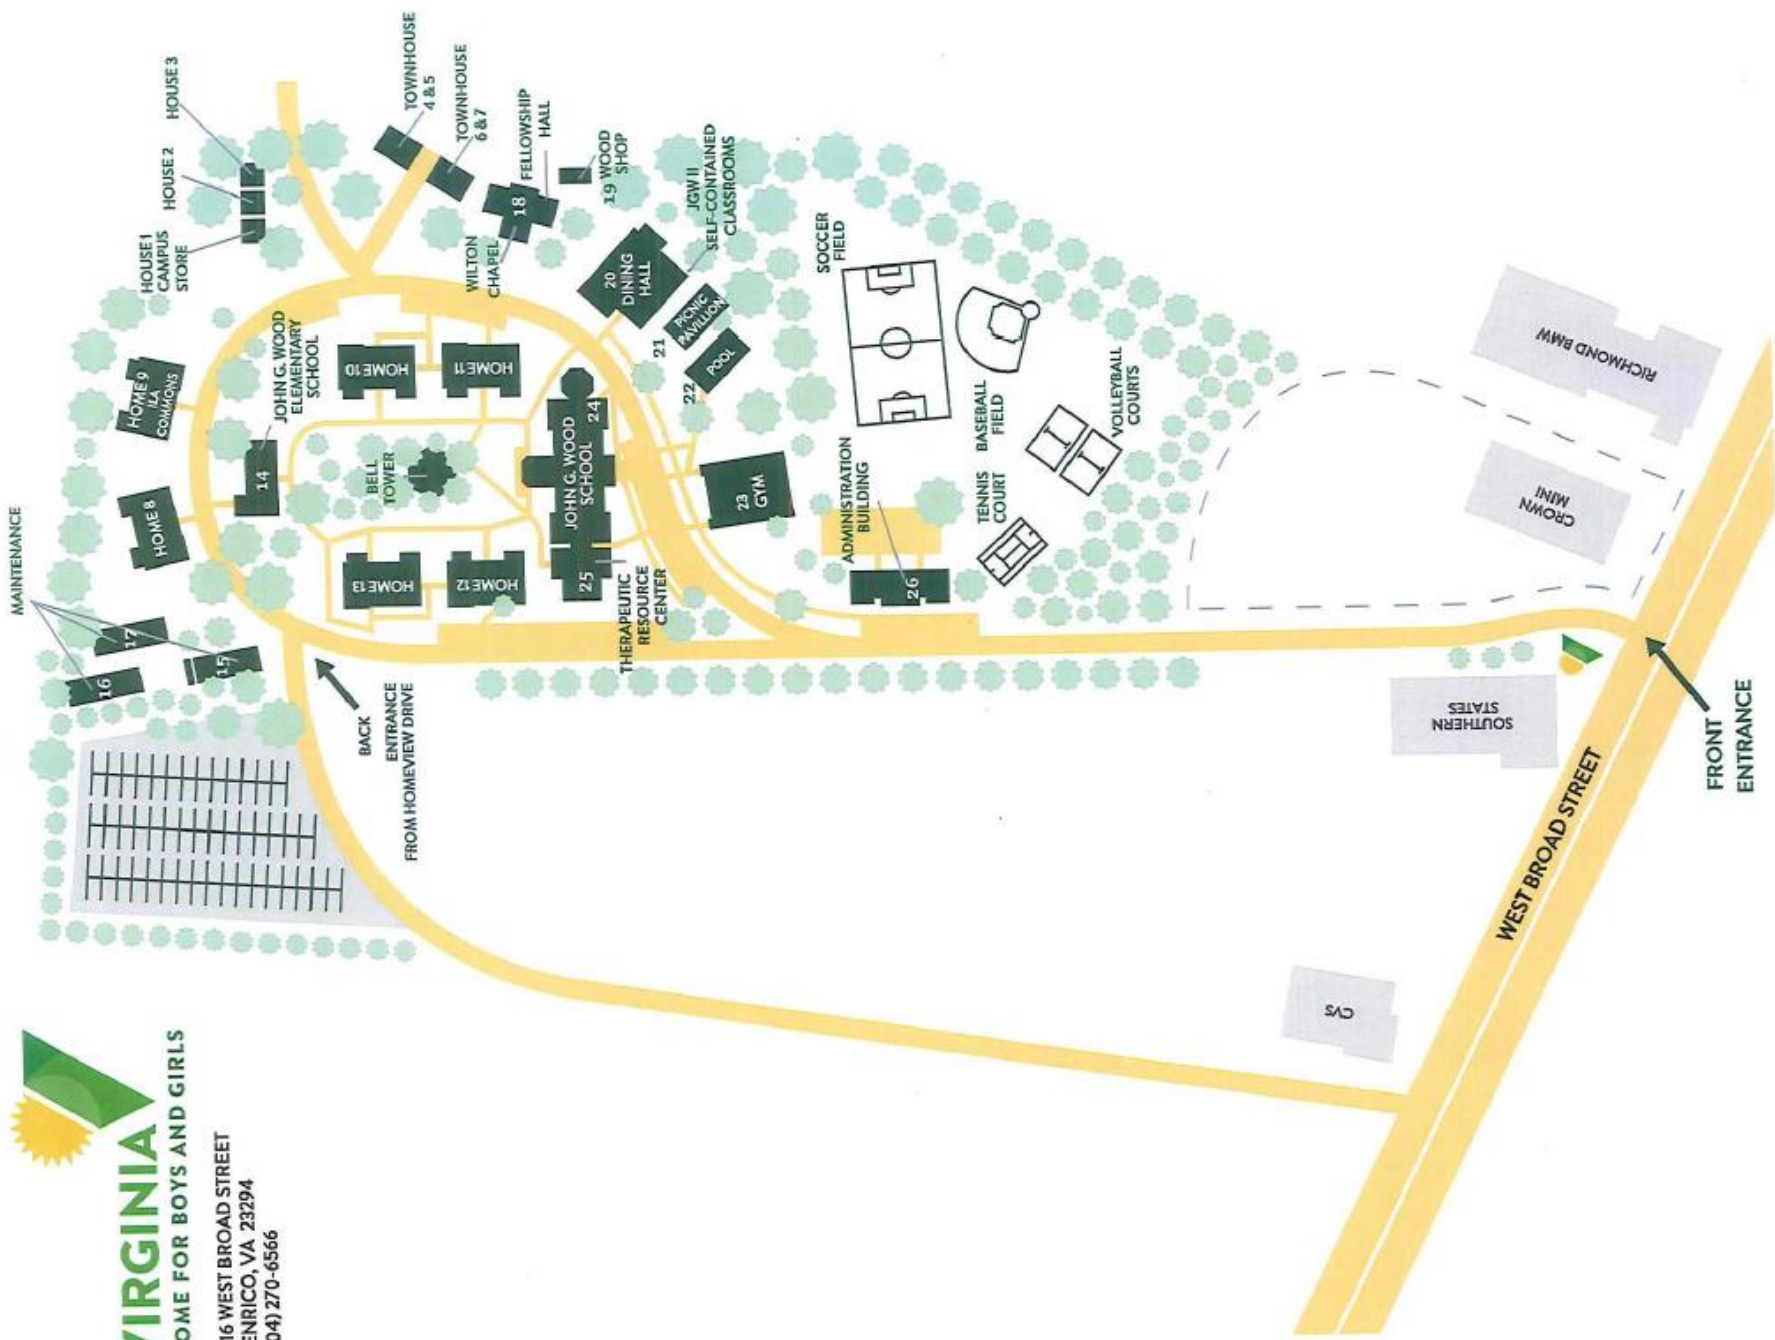 VIRGINIA
OME FOR BOYS AND GIRLS
16 WEST BROAD STREET
ENRICO, VA 23294
04) 270-6566
MAINTENANCE
16
17
15
BACK
ENTRANCE
FROM HOMEVIEW DRIVE
HOME 8
HOME 9
ILA
COMMONS
14
JOHN G. WOOD
ELEMENTARY
SCHOOL
HOUSE 1
CAMPUS
STORE
HOUSE 2
HOUSE 3
TOWNHOUSE
4 & 5
TOWNHOUSE
6 & 7
FELLOWSHIP
HALL
18
WILTON
CHAPEL
19 WOOD
SHOP
HOME 10
HOME 11
HOME 12
HOME 13
BELL
TOWER
JOHN G. WOOD
SCHOOL
24
25
THERAPEUTIC
RESOURCE
CENTER
20
DINING
HALL
JGW II
SELF-CONTAINED
CLASSROOMS
21
PICNIC
PAVILLION
22
POOL
23
GYM
ADMINISTRATION
BUILDING
26
SOCCER
FIELD
BASEBALL
FIELD
TENNIS
COURT
VOLLEYBALL
COURTS
RICHMOND BMW
CROWN
MINI
SOUTHERN
STATES
CVS
WEST BROAD STREET
FRONT
ENTRANCE